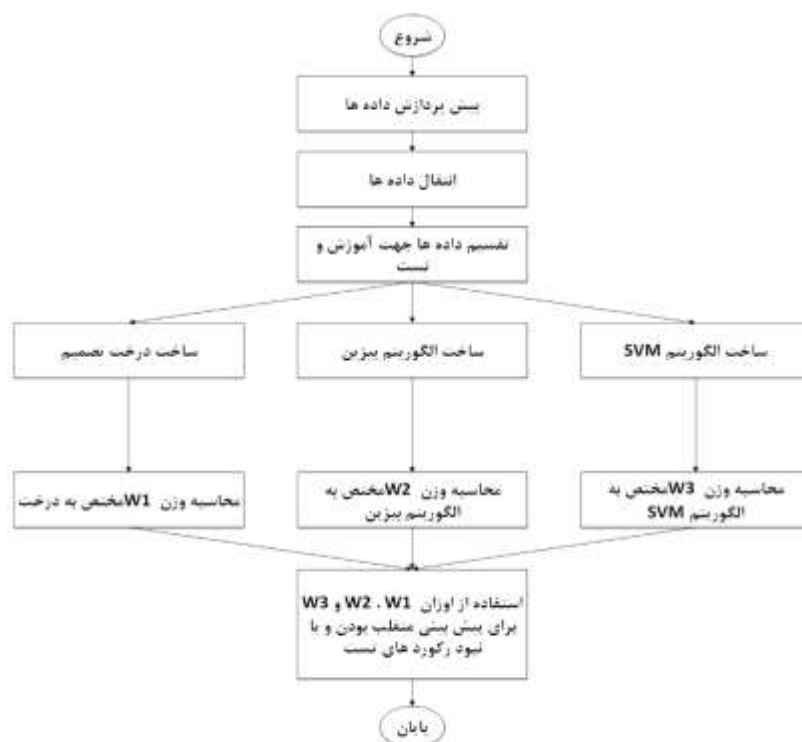 شروع
پیش پردازش داده ها
انتقال داده ها
تقسیم داده ها جهت آموزش و
تست
ساخت الگوریتم SVM
ساخت الگوریتم بیزین
ساخت درخت تصمیم
محاسبه وزن W3مختص به
الگوریتم SVM
محاسبه وزن W2مختص به
الگوریتم بیزین
محاسبه وزن W1مختص به درخت
استفاده از اوزان W2 ، W1 و W3
برای پیش بینی متقلب بودن و یا
نبود رکورد های تست
پایان